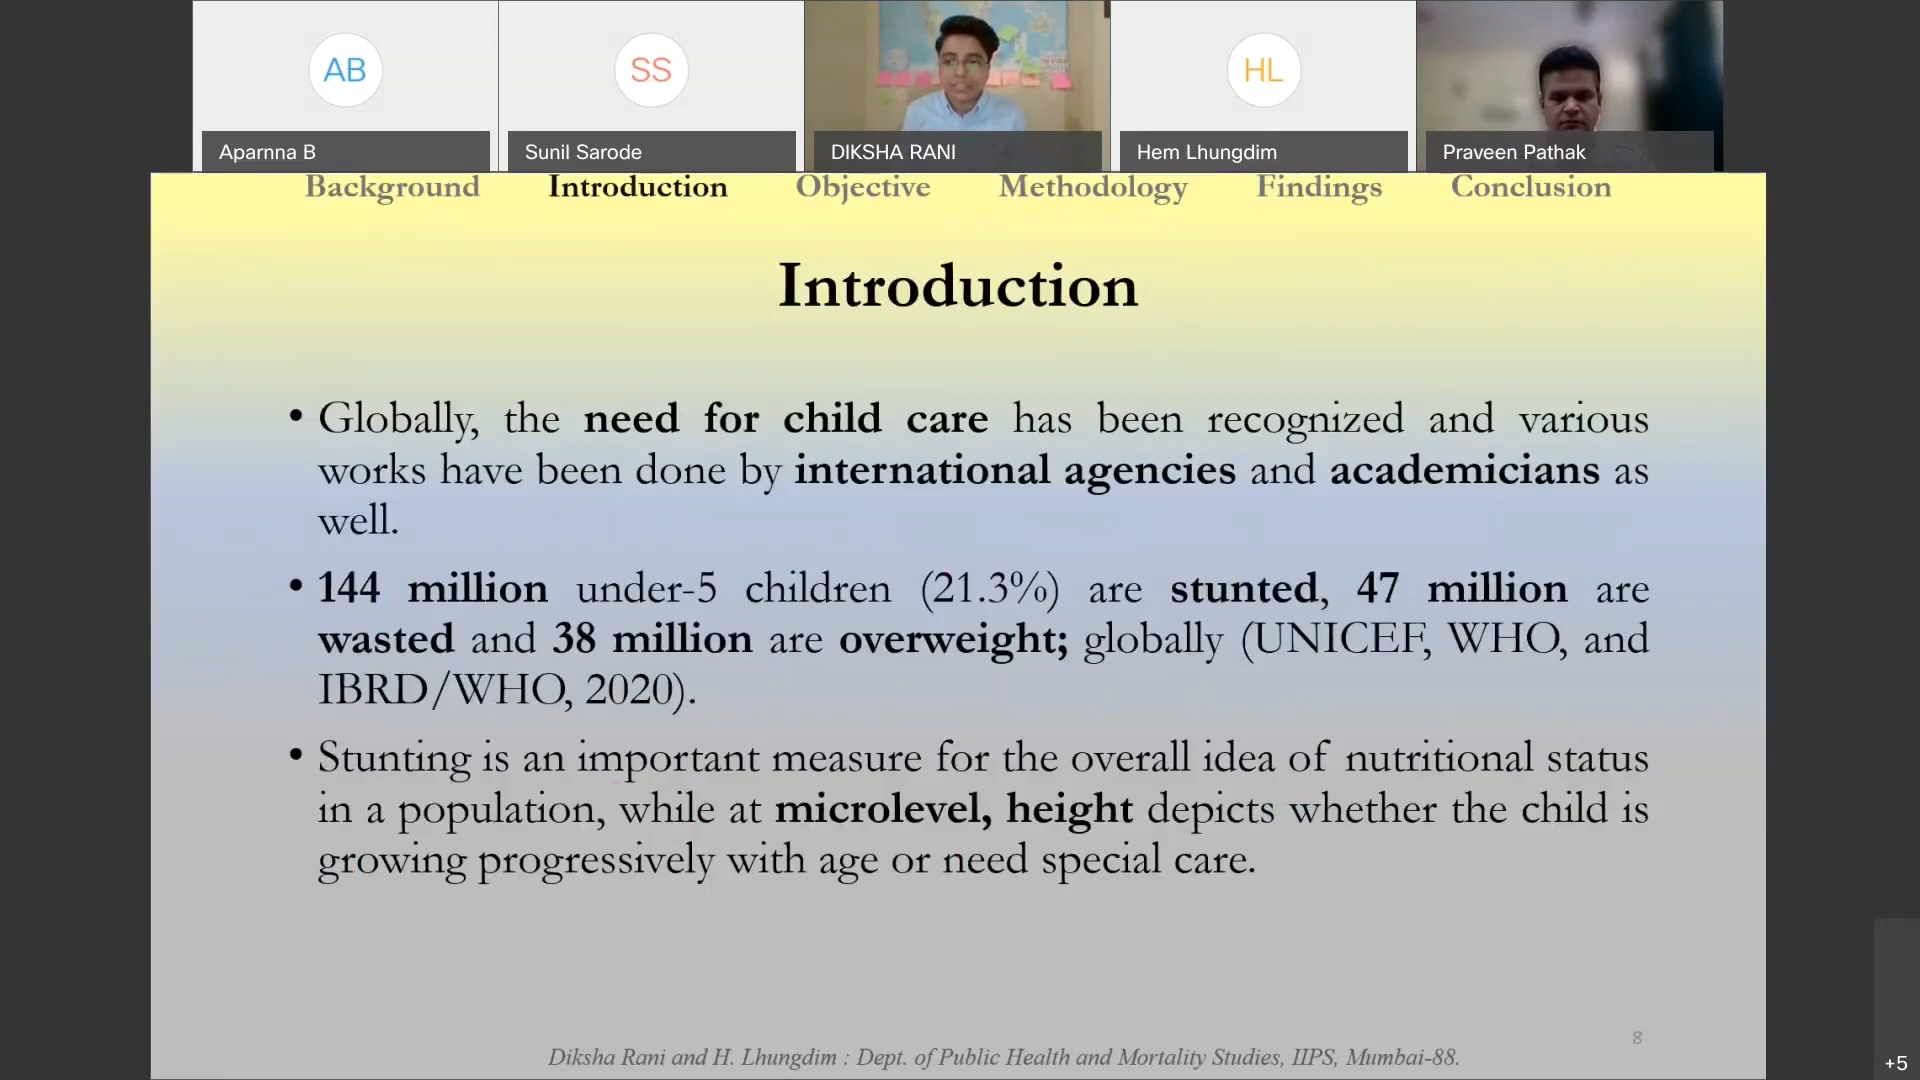 AB
SS
HL
Aparnna B
Sunil Sarode
DIKSHA RANI
Hem Lhungdim
Praveen Pathak
Background Introduction Objective Methodology Findings Conclusion
Introduction
• Globally, the need for child care has been recognized and various
works have been done by international agencies and academicians as
well.
• 144 million under-5 children (21.3%) are stunted, 47 million are
wasted and 38 million are overweight; globally (UNICEF, WHO, and
IBRD/WHO, 2020).
• Stunting is an important measure for the overall idea of nutritional status
in a population, while at microlevel, height depicts whether the child is
growing progressively with age or need special care.
8
Diksha Rani and H. Lhungdim : Dept. of Public Health and Mortality Studies, IIPS, Mumbai-88.
+5